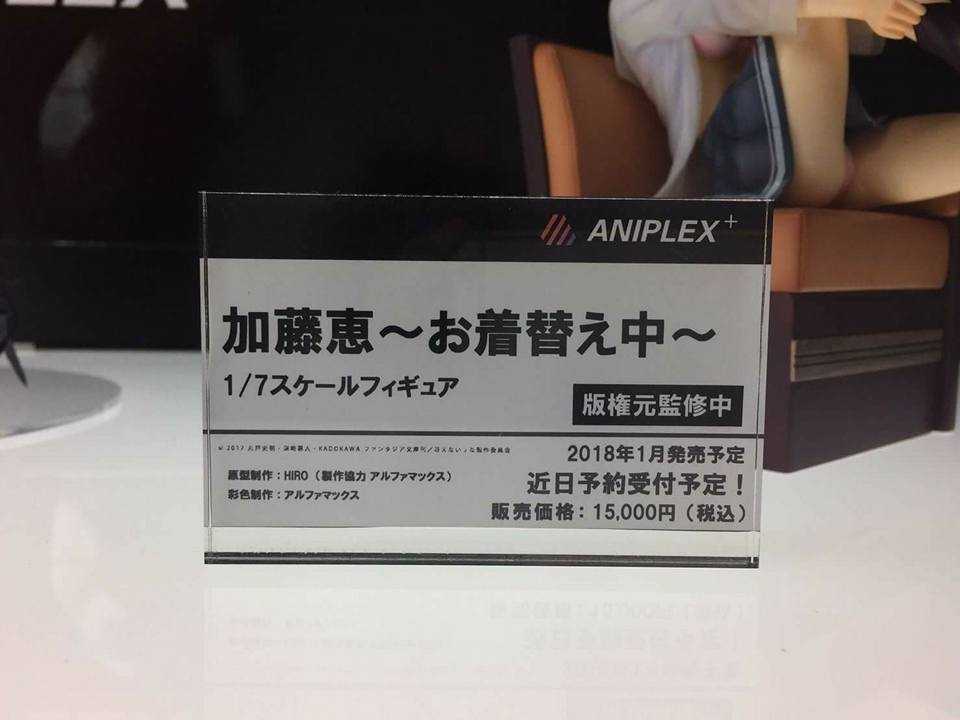 ANIPLEX+
加藤恵～お着替え中～
1/7スケールフィギュア
版権元監修中
2018年1月発売予定
近日予約受付予定！
販売価格：15,000円（税込）
原型制作：HIRO（製作協力 アルファマックス）
彩色制作：アルファマックス